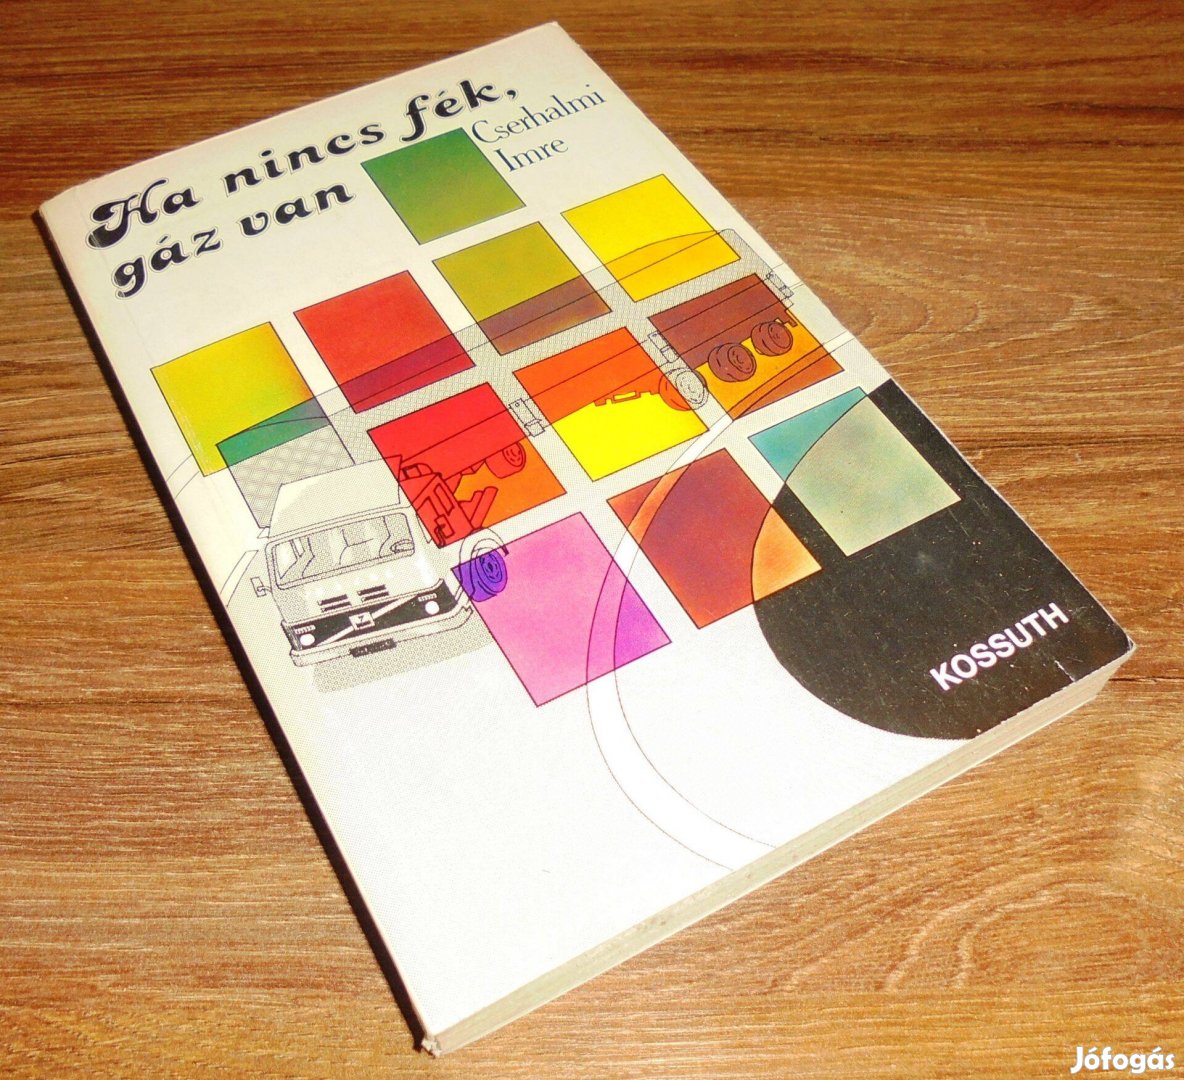 Ha nincs fék,
gáz van
Cserhalmi
Imre
KOSSUTH
Jófogás